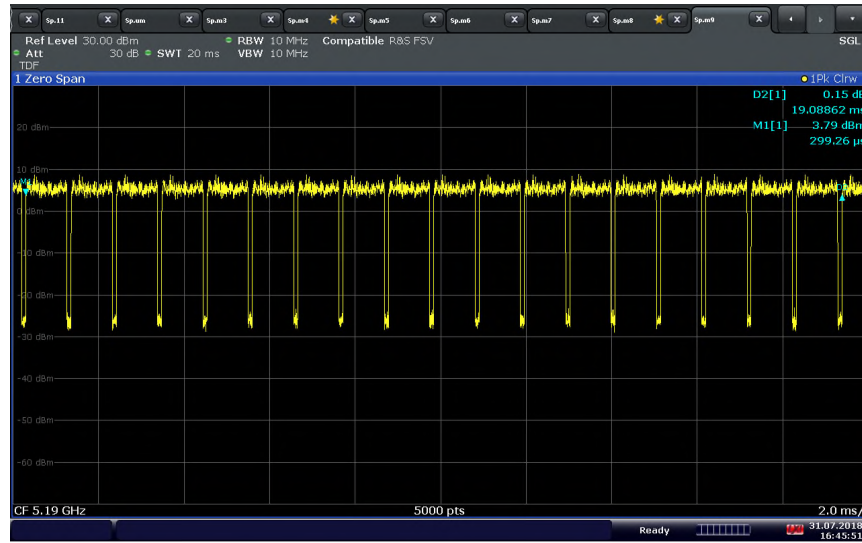 X Sp.11 X Sp.um X Sp.m3 X Sp.m4 X Sp.m5 X Sp.m6 X Sp.m7 X Sp.m8 X Sp.m9 X
Ref Level 30.00 dBm RBW 10 MHz Compatible R&S FSV SGL
Att 30 dB SWT 20 ms VBW 10 MHz
TDF
1 Zero Span 1Pk Clrw
D2[1] 0.15 dB
19.08862 ms
M1[1] 3.79 dBm
299.26 µs
20 dBm
10 dBm
0 dBm
-10 dBm
-20 dBm
-30 dBm
-40 dBm
-50 dBm
-60 dBm
CF 5.19 GHz 5000 pts 2.0 ms/
Ready 31.07.2018
16:45:51